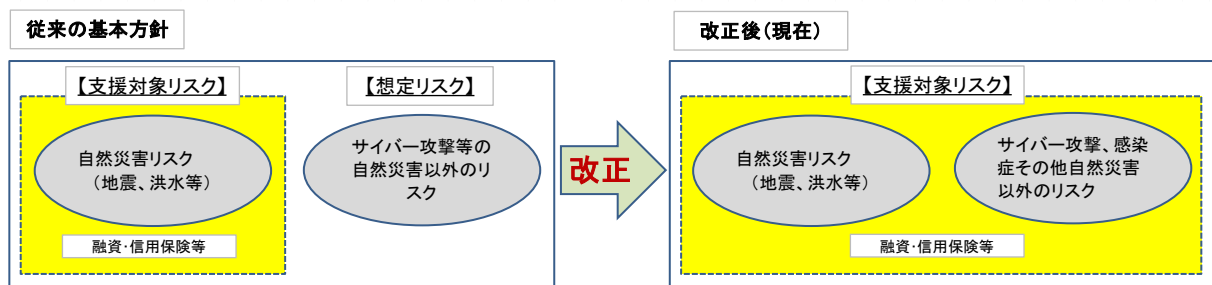 従来の基本方針
【支援対象リスク】
【想定リスク】
自然災害リスク
（地震、洪水等）
サイバー攻撃等の
自然災害以外のリ
スク
融資・信用保険等
改正
改正後（現在）
【支援対象リスク】
自然災害リスク
（地震、洪水等）
サイバー攻撃、感染
症その他自然災害
以外のリスク
融資・信用保険等